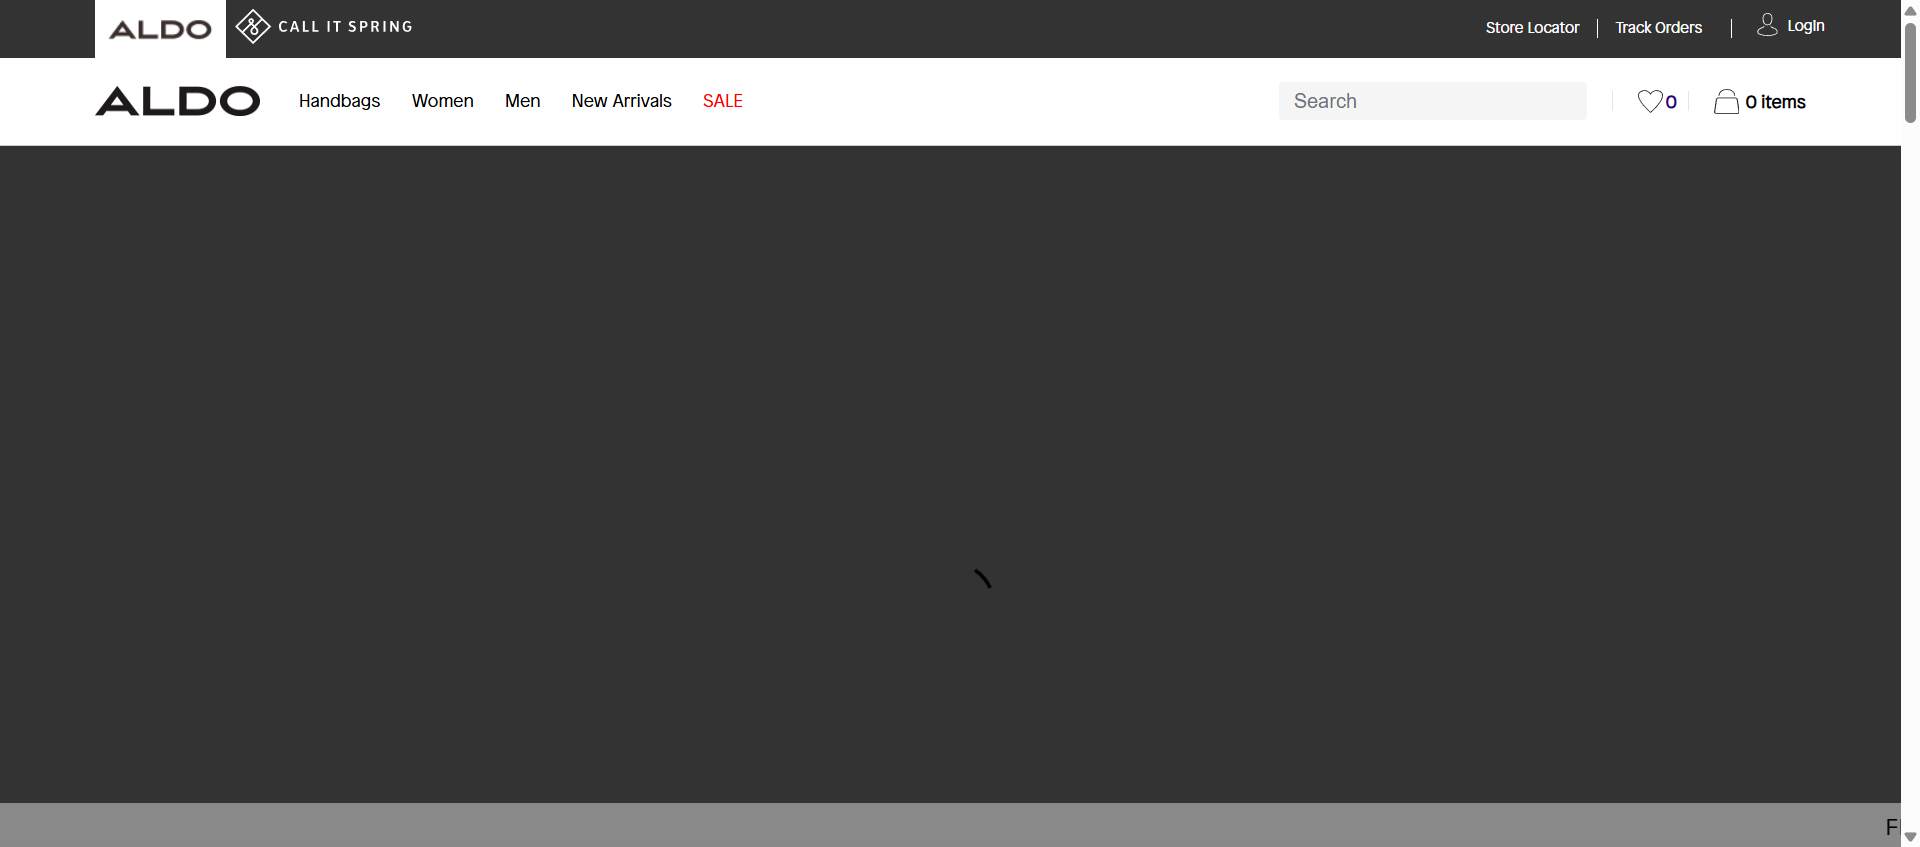 ALDO
CALL IT SPRING
Store Locator
Track Orders
Login
ALDO
Handbags
Women
Men
New Arrivals
SALE
Search
0
0 items